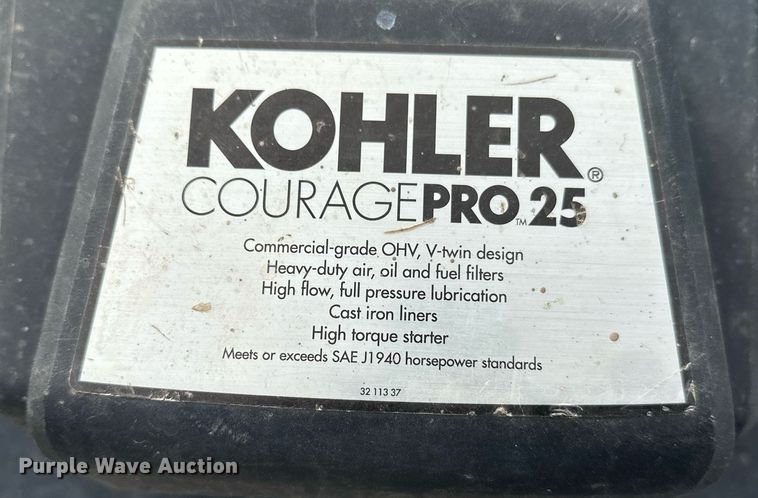 KOHLER®
COURAGE PRO™ 25
Commercial-grade OHV, V-twin design
Heavy-duty air, oil and fuel filters
High flow, full pressure lubrication
Cast iron liners
High torque starter
Meets or exceeds SAE J1940 horsepower standards
32 113 37
Purple Wave Auction